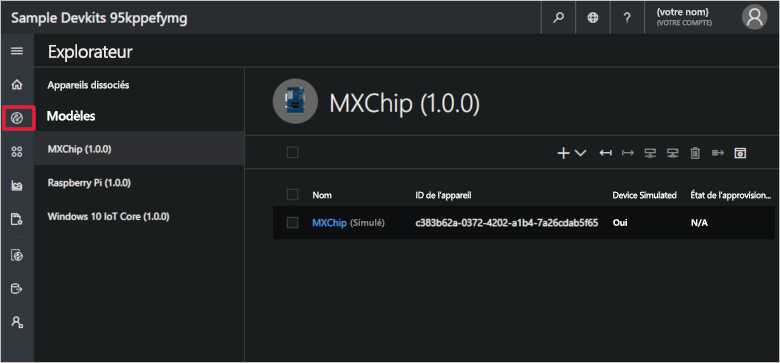 Sample Devkits 95kppefymg
?
{votre nom}
(VOTRE COMPTE)
Explorateur
Appareils dissociés
Modèles
MXChip (1.0.0)
Raspberry Pi (1.0.0)
Windows 10 IoT Core (1.0.0)
MXChip (1.0.0)
Nom ID de l'appareil Device Simulated État de l'approvision...
MXChip (Simulé) c383b62a-0372-4202-a1b4-7a26cdab5f65 Oui N/A